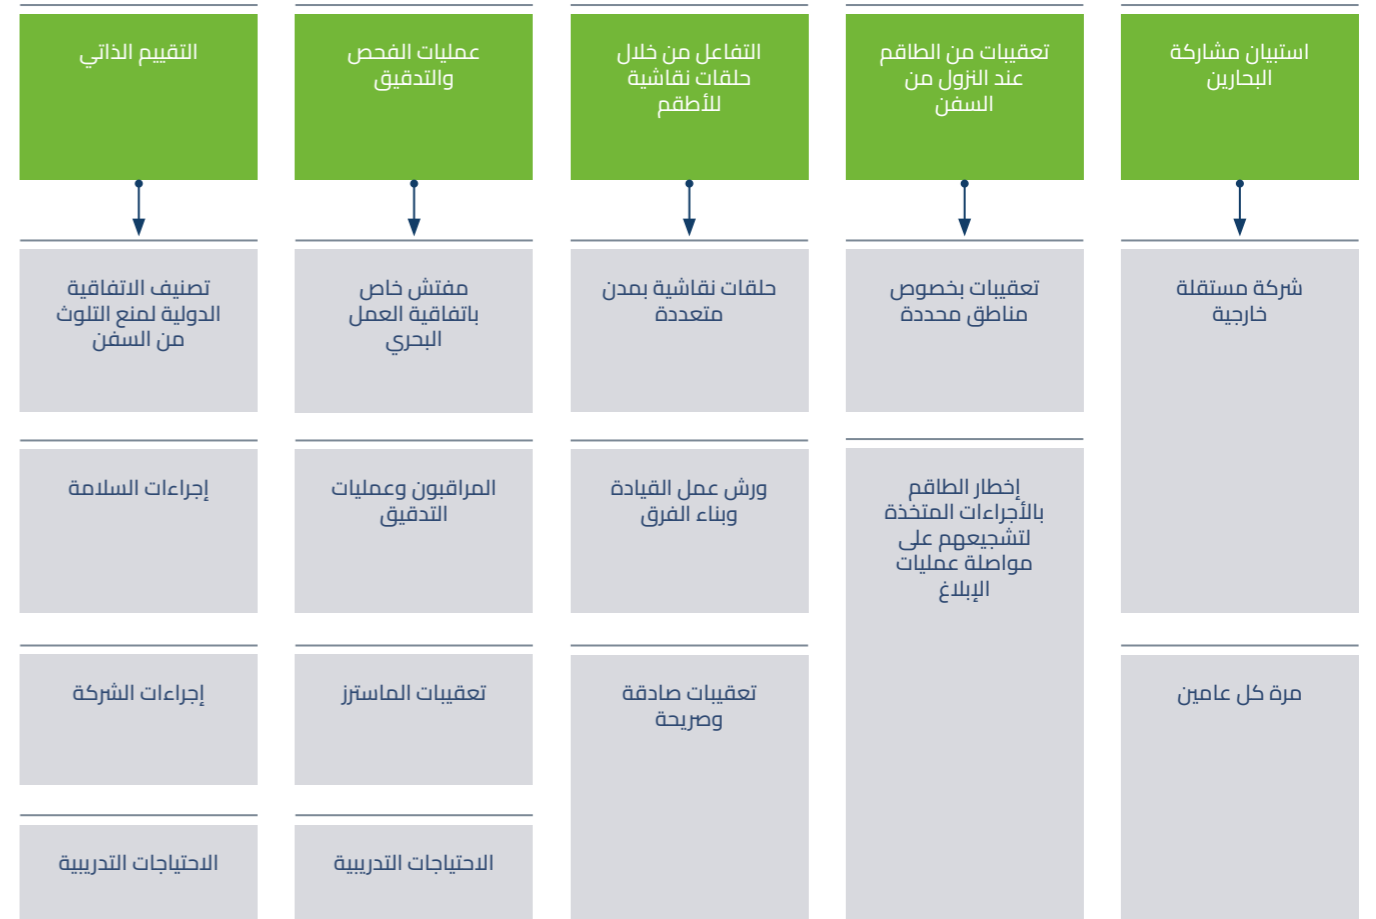 استبيان مشاركة
البحارين
تعقيبات من الطاقم
عند النزول من
السفن
التفاعل من خلال
حلقات نقاشية
للأطقم
عمليات الفحص
والتدقيق
التقييم الذاتي
شركة مستقلة
خارجية
تعقيبات بخصوص
مناطق محددة
حلقات نقاشية بمدن
متعددة
مفتش خاص
باتفاقية العمل
البحري
تصنيف الاتفاقية
الدولية لمنع التلوث
من السفن
إخطار الطاقم
بالأجراءات المتخذة
لتشجيعهم على
مواصلة عمليات
الإبلاغ
ورش عمل القيادة
وبناء الفرق
المراقبون وعمليات
التدقيق
إجراءات السلامة
مرة كل عامين
تعقيبات صادقة
وصريحة
تعقيبات الماسترز
إجراءات الشركة
الاحتياجات التدريبية
الاحتياجات التدريبية